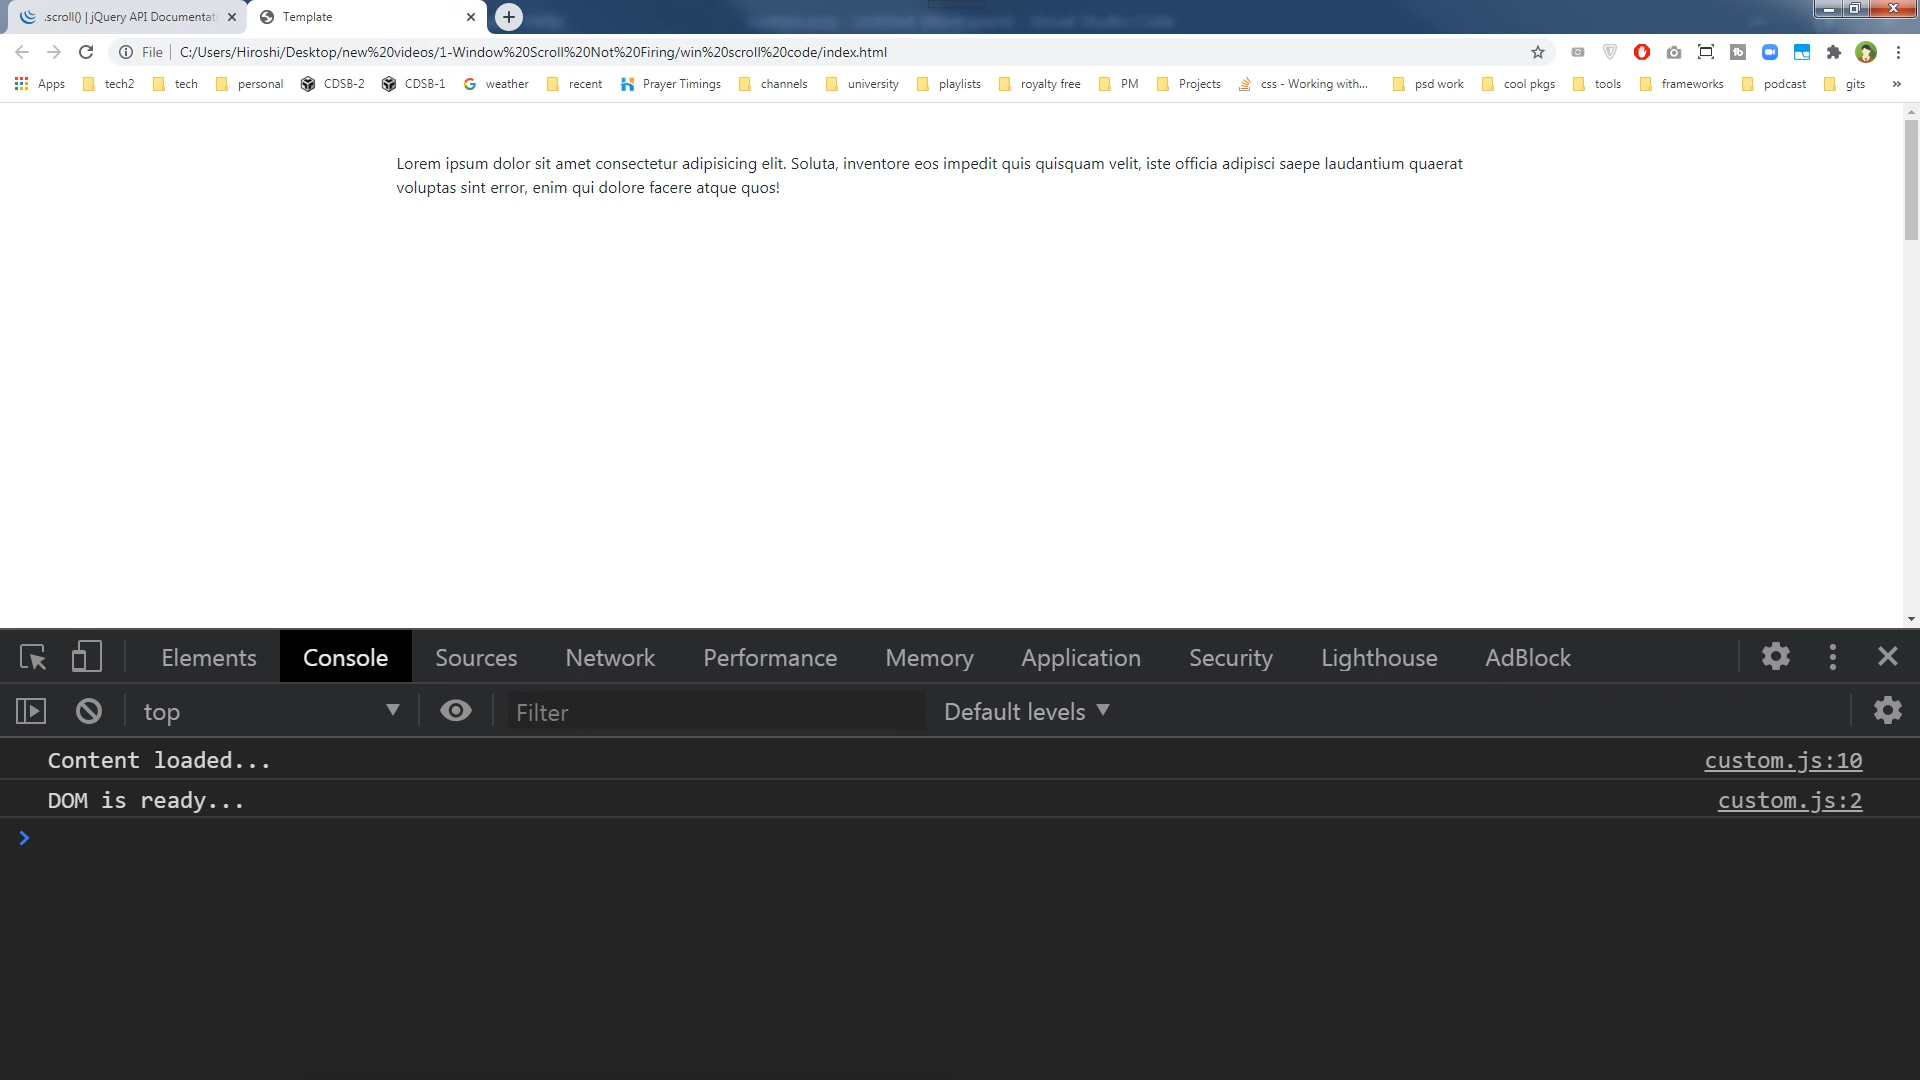 .scroll() | jQuery API Documentati
Template
File
C:/Users/Hiroshi/Desktop/new%20videos/1-Window%20Scroll%20Not%20Firing/win%20scroll%20code/index.html
Apps
tech2
tech
personal
CDSB-2
CDSB-1
weather
recent
Prayer Timings
channels
university
playlists
royalty free
PM
Projects
css - Working with...
psd work
cool pkgs
tools
frameworks
podcast
gits
»
Lorem ipsum dolor sit amet consectetur adipisicing elit. Soluta, inventore eos impedit quis quisquam velit, iste officia adipisci saepe laudantium quaerat
voluptas sint error, enim qui dolore facere atque quos!
Elements
Console
Sources
Network
Performance
Memory
Application
Security
Lighthouse
AdBlock
top
Filter
Default levels
Content loaded... custom.js:10
DOM is ready... custom.js:2